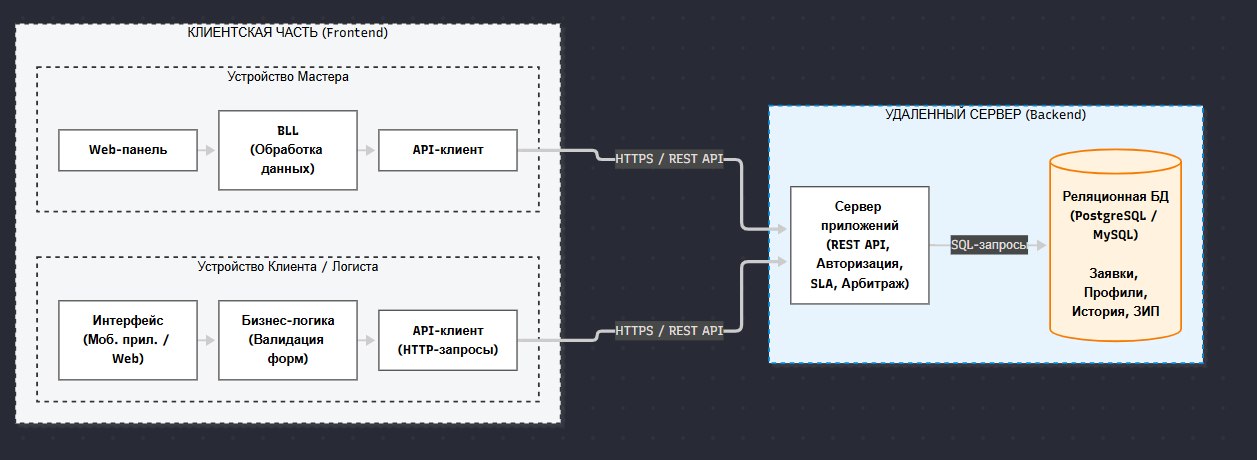 КЛИЕНТСКАЯ ЧАСТЬ (Frontend)
Устройство Мастера
Web-панель
BLL
(Обработка
данных)
API-клиент
HTTPS / REST API
Устройство Клиента / Логиста
Интерфейс
(Моб. прил. /
Web)
Бизнес-логика
(Валидация
форм)
API-клиент
(HTTP-запросы)
HTTPS / REST API
УДАЛЕННЫЙ СЕРВЕР (Backend)
Сервер
приложений
(REST API,
Авторизация,
SLA, Арбитраж)
SQL-запросы
Реляционная БД
(PostgreSQL /
MySQL)
Заявки,
Профили,
История, ЗИП